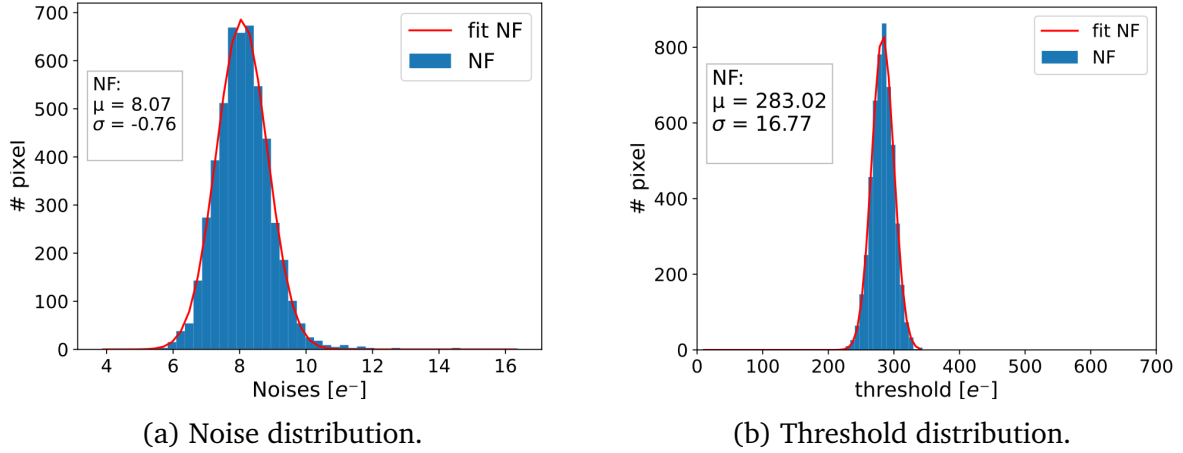 700
600
500
400
300
200
100
0
# pixel
NF:
μ = 8.07
σ = -0.76
fit NF
NF
4 6 8 10 12 14 16
Noises [e⁻]
(a) Noise distribution.
800
600
400
200
0
# pixel
NF:
μ = 283.02
σ = 16.77
fit NF
NF
0 100 200 300 400 500 600 700
threshold [e⁻]
(b) Threshold distribution.